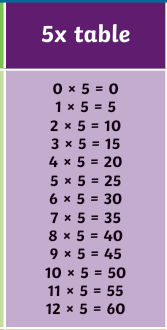 5x table
0 × 5 = 0
1 × 5 = 5
2 × 5 = 10
3 × 5 = 15
4 × 5 = 20
5 × 5 = 25
6 × 5 = 30
7 × 5 = 35
8 × 5 = 40
9 × 5 = 45
10 × 5 = 50
11 × 5 = 55
12 × 5 = 60